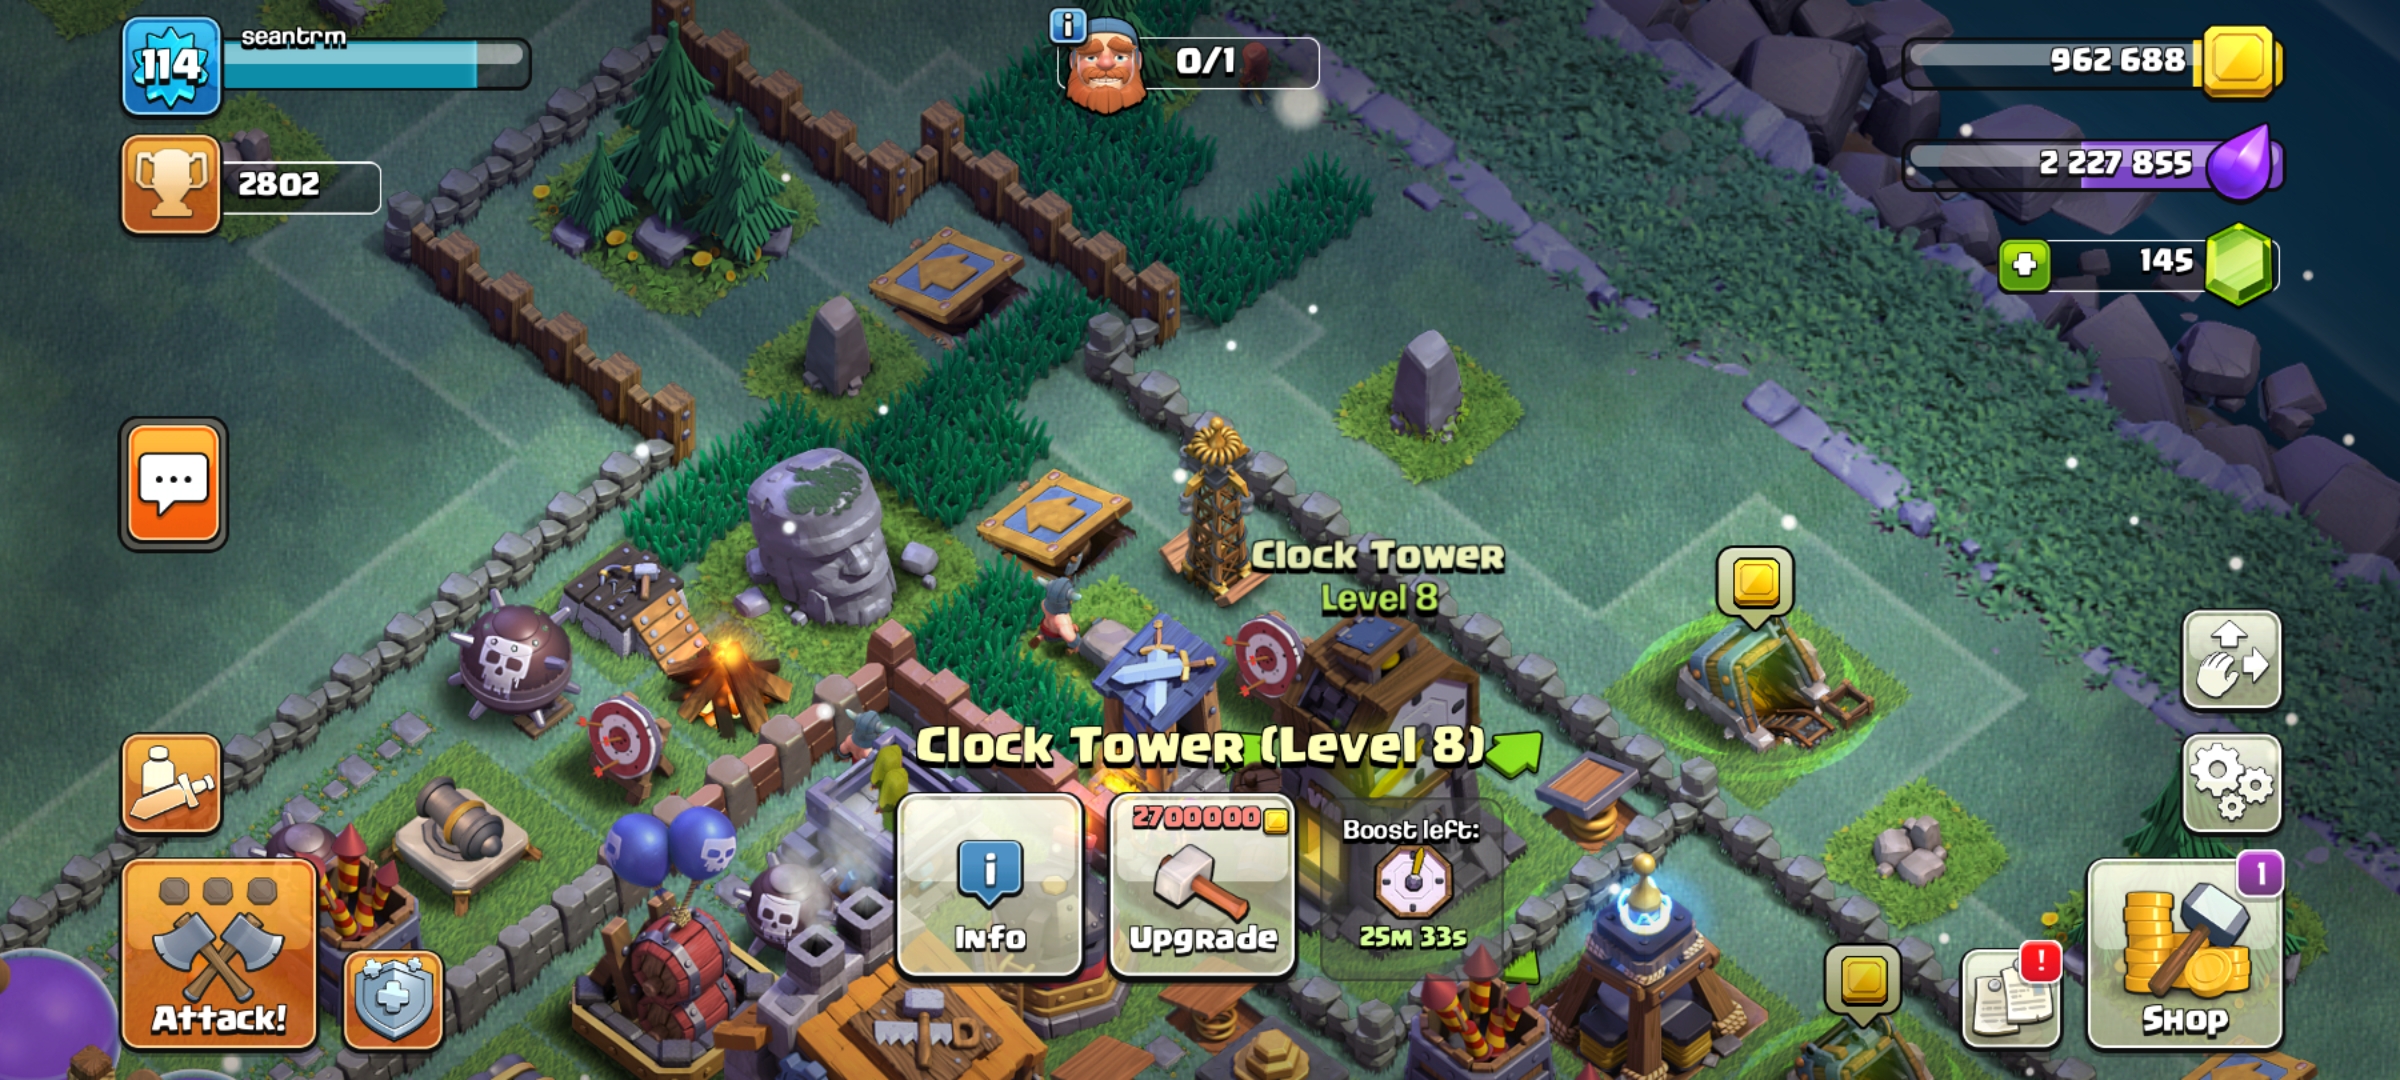 114
seantrm
i
0/1
962 688
2802
2 227 855
+
145
Clock Tower
Level 8
Clock Tower (Level 8)
i
Info
2700000
Upgrade
Boost left:
25M 33s
Attack!
!
1
Shop